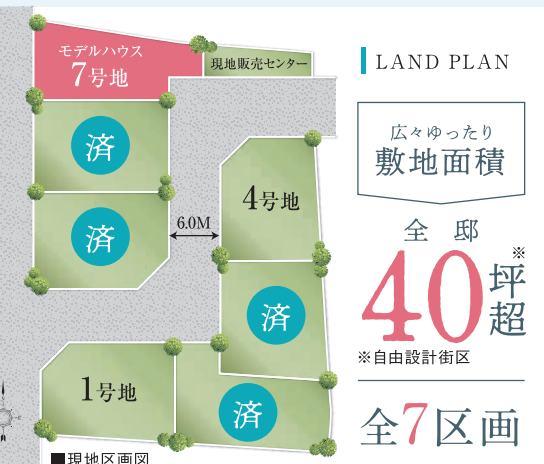 モデルハウス
7号地
現地販売センター
済
済
6.0M
4号地
済
1号地
済
■現地区画図
LAND PLAN
広々ゆったり
敷地面積
全邸
40坪超※
※自由設計街区
全7区画